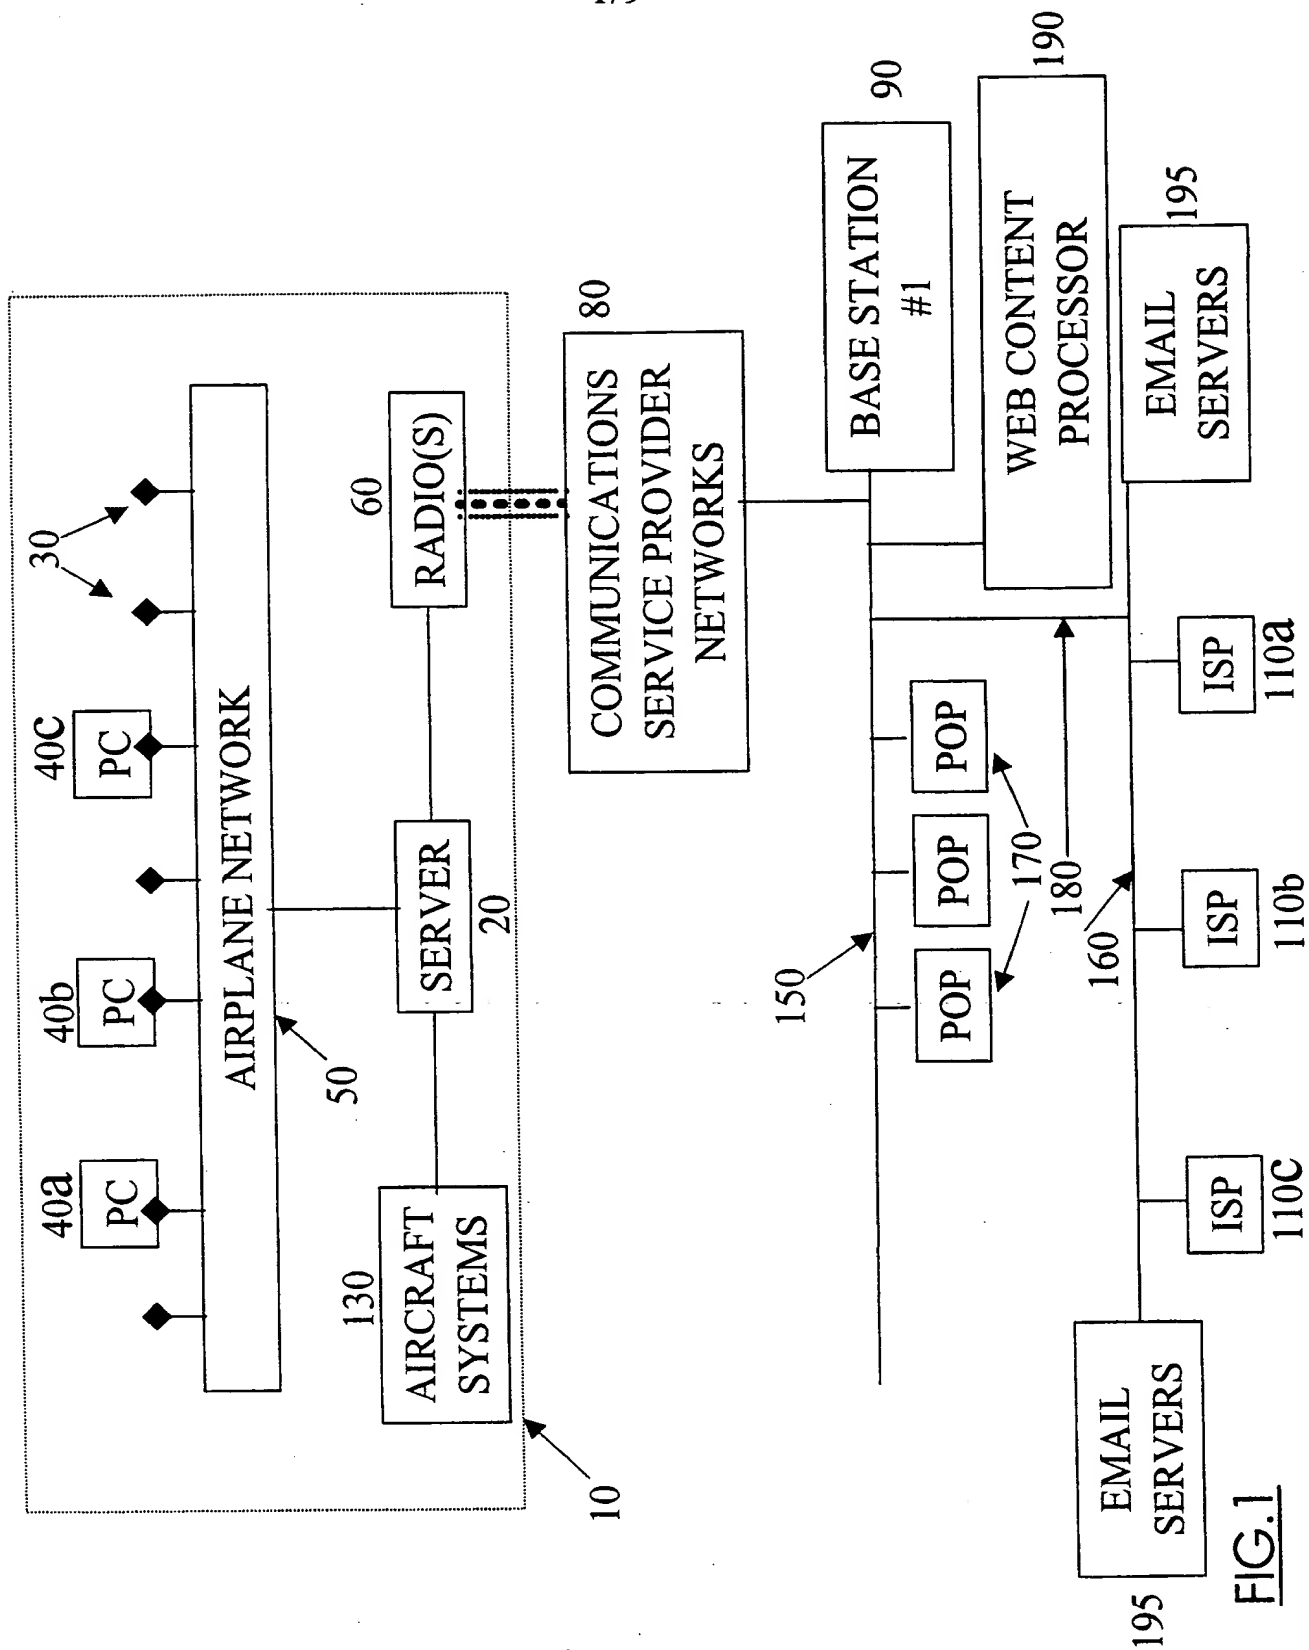 40a
40b
40c
30
PC
PC
PC
AIRPLANE NETWORK
50
130
AIRCRAFT
SYSTEMS
SERVER
20
60
RADIO(S)
10
80
COMMUNICATIONS
SERVICE PROVIDER
NETWORKS
150
BASE STATION
#1
90
POP
POP
POP
170
180
160
WEB CONTENT
PROCESSOR
190
EMAIL
SERVERS
195
EMAIL
SERVERS
195
ISP
110c
ISP
110b
ISP
110a
FIG.1